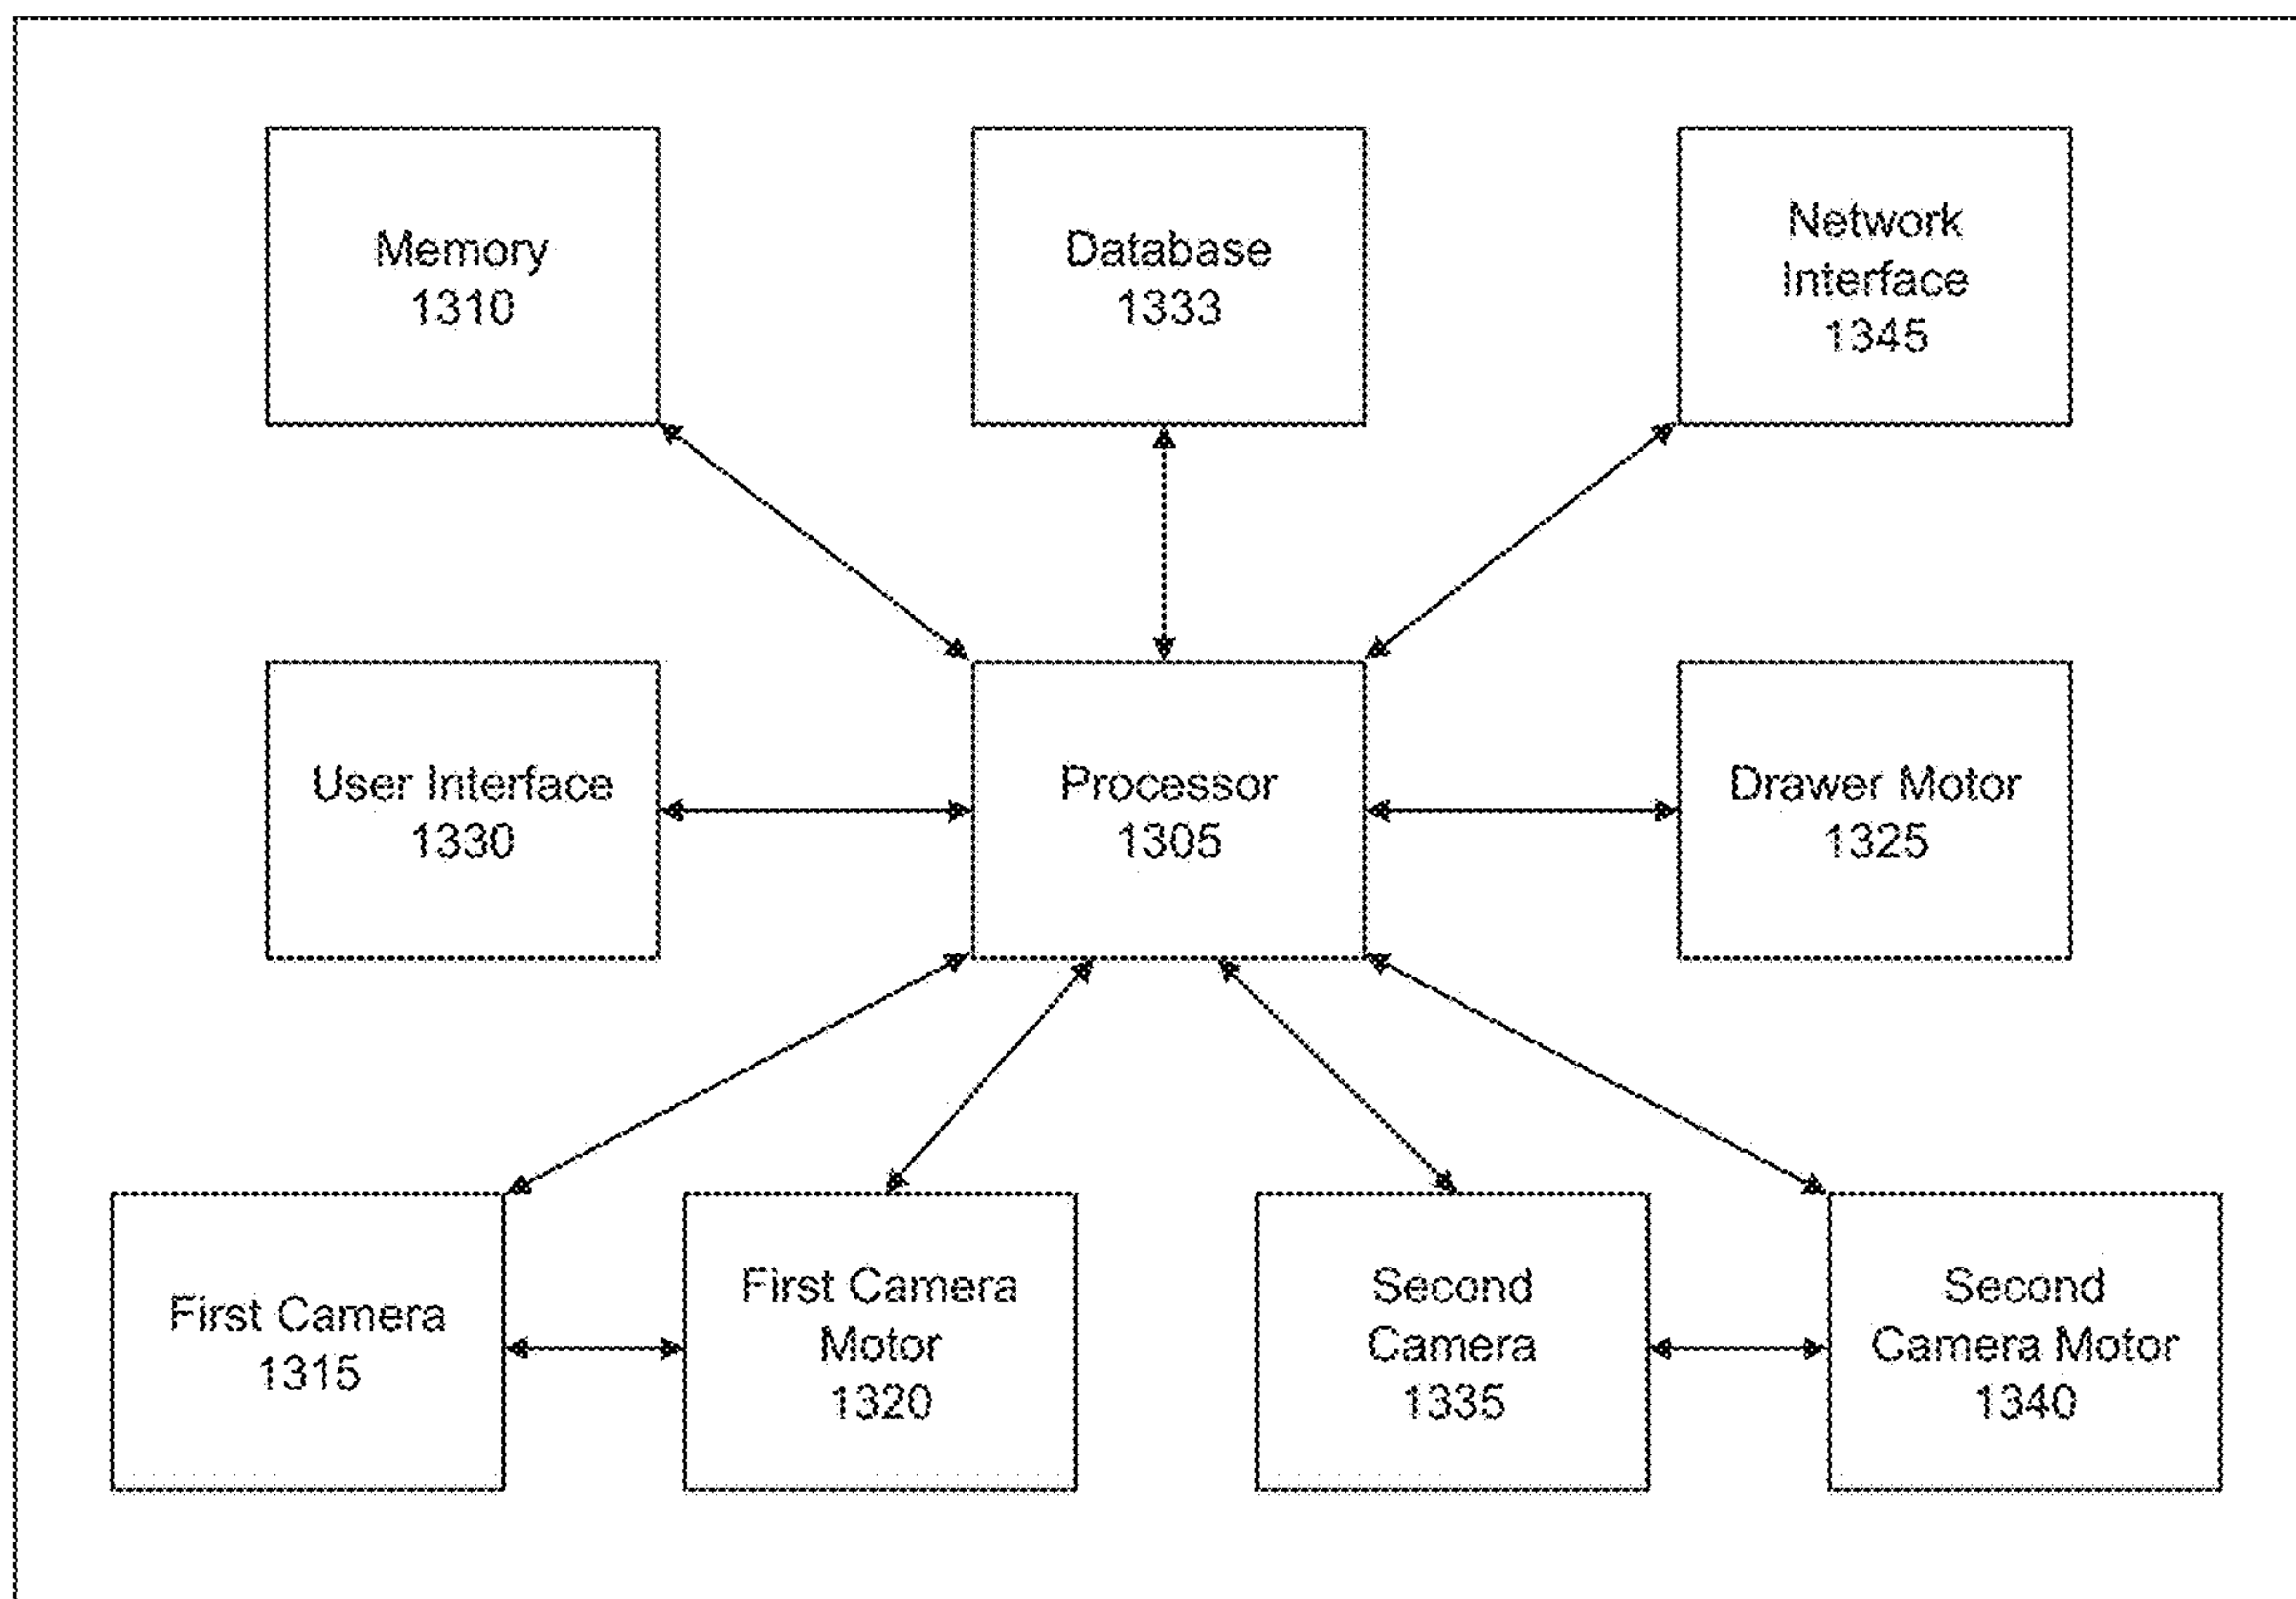 Memory
1310
Database
1333
Network
Interface
1345
User Interface
1330
Processor
1305
Drawer Motor
1325
First Camera
1315
First Camera
Motor
1320
Second
Camera
1335
Second
Camera Motor
1340